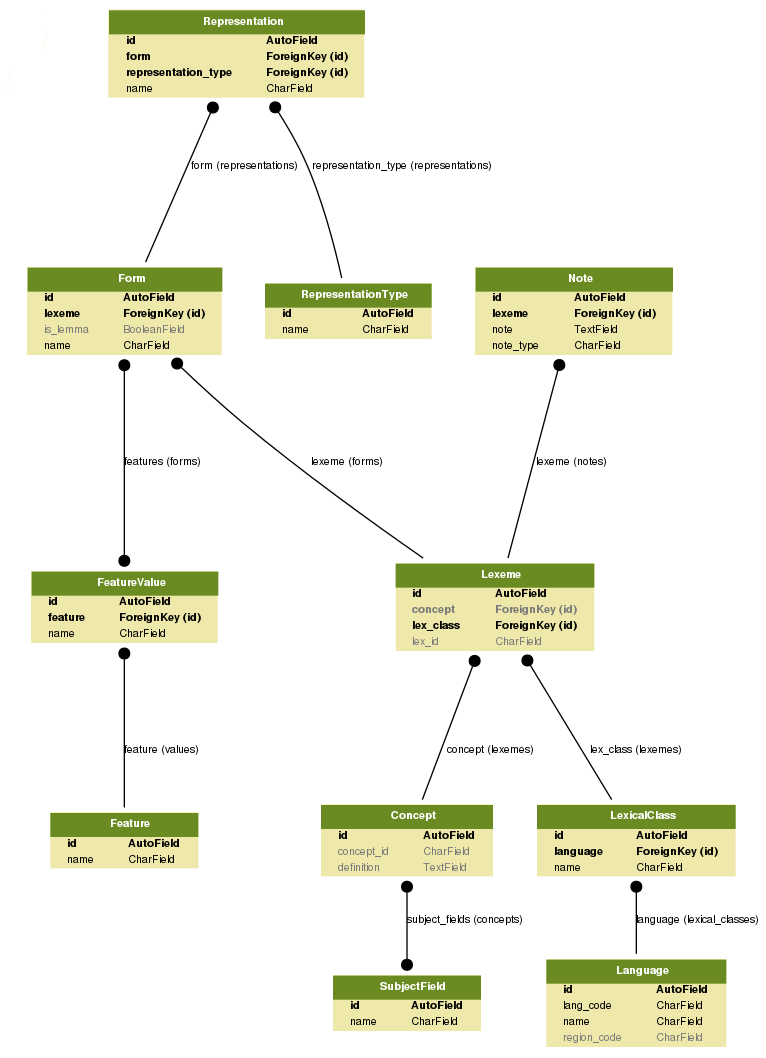 Representation
id AutoField
form ForeignKey (id)
representation_type ForeignKey (id)
name CharField
form (representations) representation_type (representations)
Form
id AutoField
lexeme ForeignKey (id)
is_lemma BooleanField
name CharField
RepresentationType
id AutoField
name CharField
Note
id AutoField
lexeme ForeignKey (id)
note TextField
note_type CharField
features (forms) lexeme (forms) lexeme (notes)
FeatureValue
id AutoField
feature ForeignKey (id)
name CharField
Lexeme
id AutoField
concept ForeignKey (id)
lex_class ForeignKey (id)
lex_id CharField
feature (values) concept (lexemes) lex_class (lexemes)
Feature
id AutoField
name CharField
Concept
id AutoField
concept_id CharField
definition TextField
LexicalClass
id AutoField
language ForeignKey (id)
name CharField
subject_fields (concepts) language (lexical_classes)
SubjectField
id AutoField
name CharField
Language
id AutoField
lang_code CharField
name CharField
region_code CharField